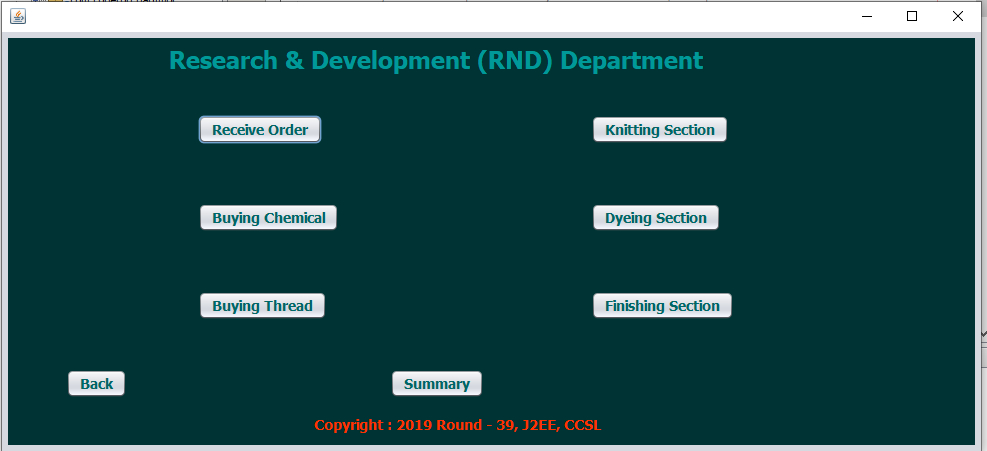 Research & Development (RND) Department
Receive Order
Knitting Section
Buying Chemical
Dyeing Section
Buying Thread
Finishing Section
Back
Summary
Copyright : 2019 Round - 39, J2EE, CCSL